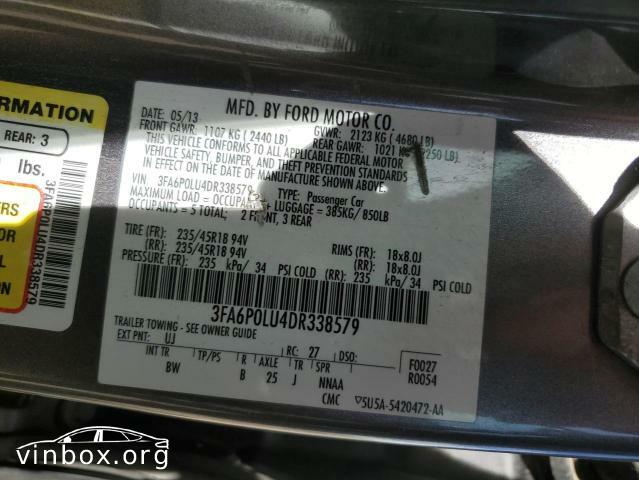 MFD. BY FORD MOTOR CO.
DATE: 05/13
GVWR: 2123 KG ( 4680 LB)
FRONT GAWR: 1107 KG ( 2440 LB)
REAR GAWR: KG 250 LB)
THIS VEHICLE CONFORMS TO ALL APPLICABLE FEDERAL MOTOR
VEHICLE SAFETY, BUMPER, AND THEFT PREVENTION STANDARDS
IN EFFECT ON THE DATE OF MANUFACTURE SHOWN ABOVE.
VIN: 3FA6P0LU4DR338579
TYPE: Passenger Car
MAXIMUM LOAD = OCCUPANTS + LUGGAGE = 385KG/ 850LB
OCCUPANTS = 5 TOTAL; 2 FRONT, 3 REAR
TIRE (FR): 235/45R18 94V RIMS (FR): 18x8.0J
(RR): 235/45R18 94V (RR): 18x8.0J
PRESSURE (FR): 235 kPa/ 34 PSI COLD (RR): 235 kPa/ 34 PSI COLD
3FA6P0LU4DR338579
TRAILER TOWING - SEE OWNER GUIDE
EXT PNT: UJ RC: 27 DSO: F0027
INT TR TP/PS R AXLE TR SPR R0054
BW B 25 J NNAA
CMC ▽5U5A-5420472-AA
ORMATION
REAR: 3
lbs.
ERS
OR
L
ON
3FA6P0LU4DR338579
vinbox.org